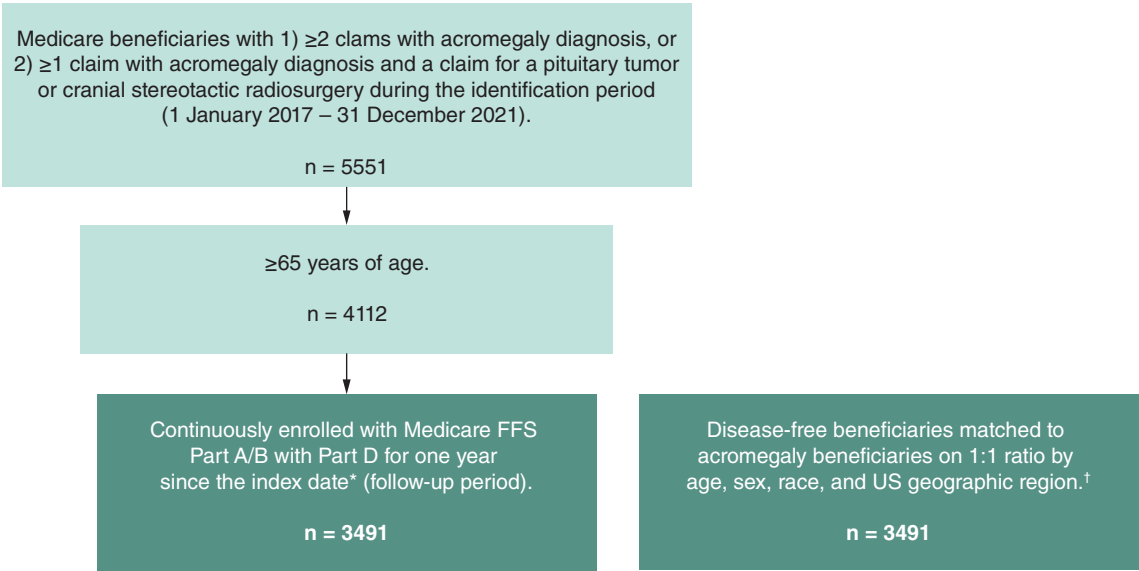 Medicare beneficiaries with 1) ≥2 clams with acromegaly diagnosis, or
2) ≥1 claim with acromegaly diagnosis and a claim for a pituitary tumor
or cranial stereotactic radiosurgery during the identification period
(1 January 2017 – 31 December 2021).
n = 5551
≥65 years of age.
n = 4112
Continuously enrolled with Medicare FFS
Part A/B with Part D for one year
since the index date* (follow-up period).
n = 3491
Disease-free beneficiaries matched to
acromegaly beneficiaries on 1:1 ratio by
age, sex, race, and US geographic region.†
n = 3491